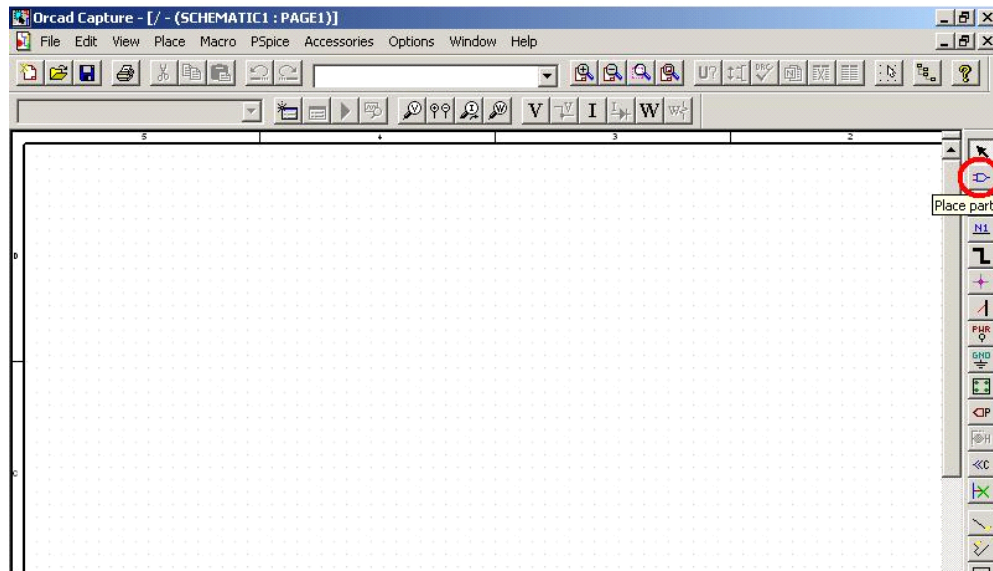 Orcad Capture - [/ - (SCHEMATIC1 : PAGE1)]
File Edit View Place Macro PSpice Accessories Options Window Help
U?
DRC
V I W
5 4 3 2
Place part
N1
D
PWR
GND
P
H
C
C